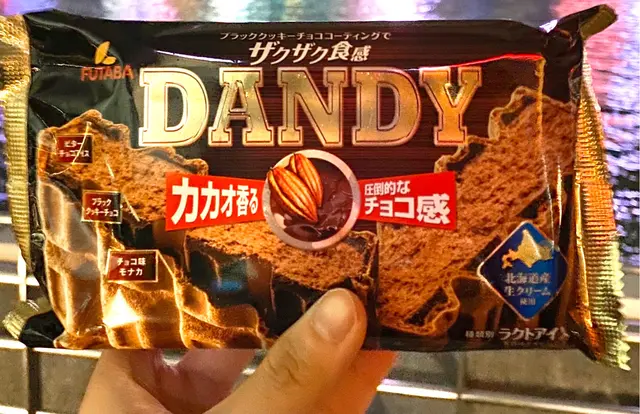 ブラッククッキーチョココーティングで
ザクザク食感
FUTABA
DANDY
ビター
チョコアイス
カカオ香る
圧倒的な
チョコ感
ブラック
クッキーチョコ
チョコ味
モナカ
北海道産
生クリーム
使用
種類別 ラクトアイス